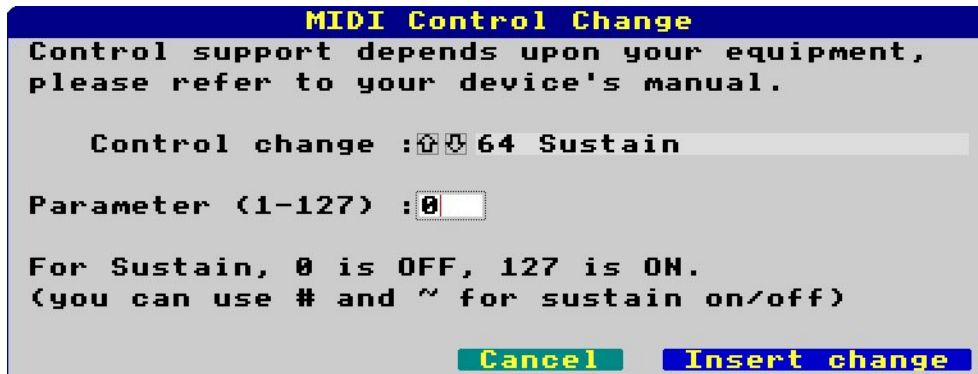 MIDI Control Change
Control support depends upon your equipment,
please refer to your device's manual.
Control change :⇧⇩ 64 Sustain
Parameter (1-127) :0
For Sustain, 0 is OFF, 127 is ON.
(you can use # and ~ for sustain on/off)
Cancel Insert change